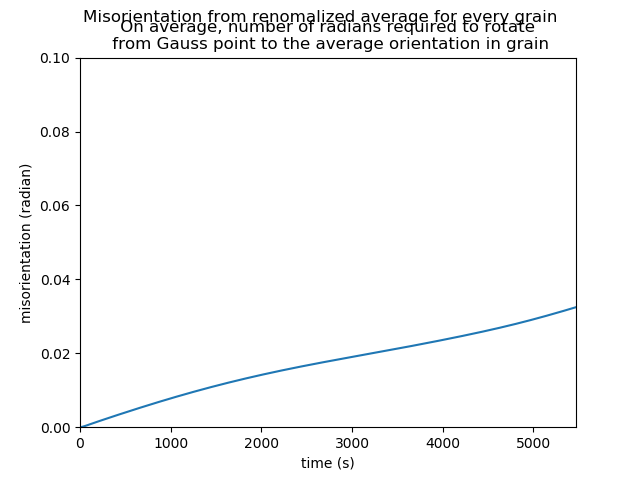 Misorientation from renomalized average for every grain
On average, number of radians required to rotate
from Gauss point to the average orientation in grain
0.10
0.08
0.06
0.04
0.02
0.00
misorientation (radian)
0 1000 2000 3000 4000 5000
time (s)